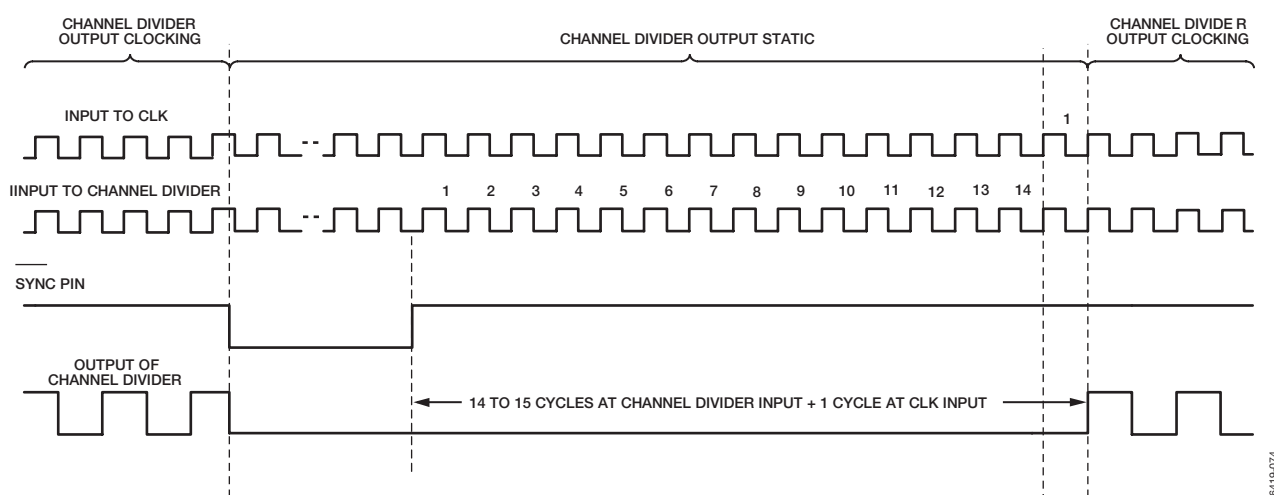 CHANNEL DIVIDER
OUTPUT CLOCKING
CHANNEL DIVIDER OUTPUT STATIC
CHANNEL DIVIDE R
OUTPUT CLOCKING
INPUT TO CLK
1
IINPUT TO CHANNEL DIVIDER
1 2 3 4 5 6 7 8 9 10 11 12 13 14
SYNC PIN
OUTPUT OF
CHANNEL DIVIDER
14 TO 15 CYCLES AT CHANNEL DIVIDER INPUT + 1 CYCLE AT CLK INPUT
6419-074